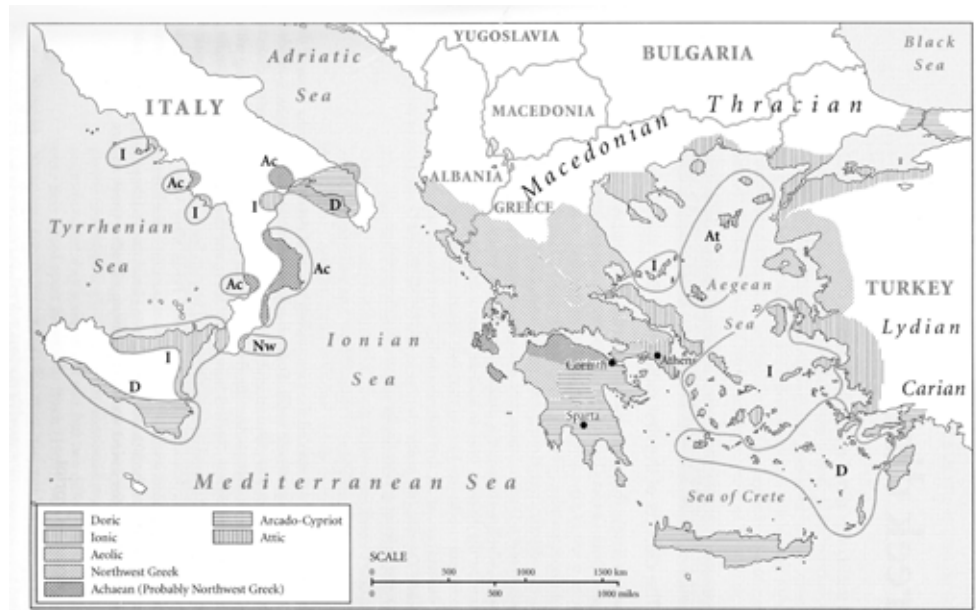 YUGOSLAVIA
BULGARIA
Black
Sea
Adriatic
Sea
ITALY
MACEDONIA
Thracian
Macedonian
ALBANIA
GREECE
I
Ac
I
Ac
I
D
Ac
Ac
Nw
Tyrrhenian
Sea
At
I
Aegean
Sea
TURKEY
Lydian
Carian
Ionian
Sea
I
D
Corinth
Athens
Sparta
I
D
Mediterranean Sea
Sea of Crete
Doric
Ionic
Aeolic
Northwest Greek
Achaean (Probably Northwest Greek)
Arcado-Cypriot
Attic
SCALE
0 500 1000 1500 km
0 500 1000 miles